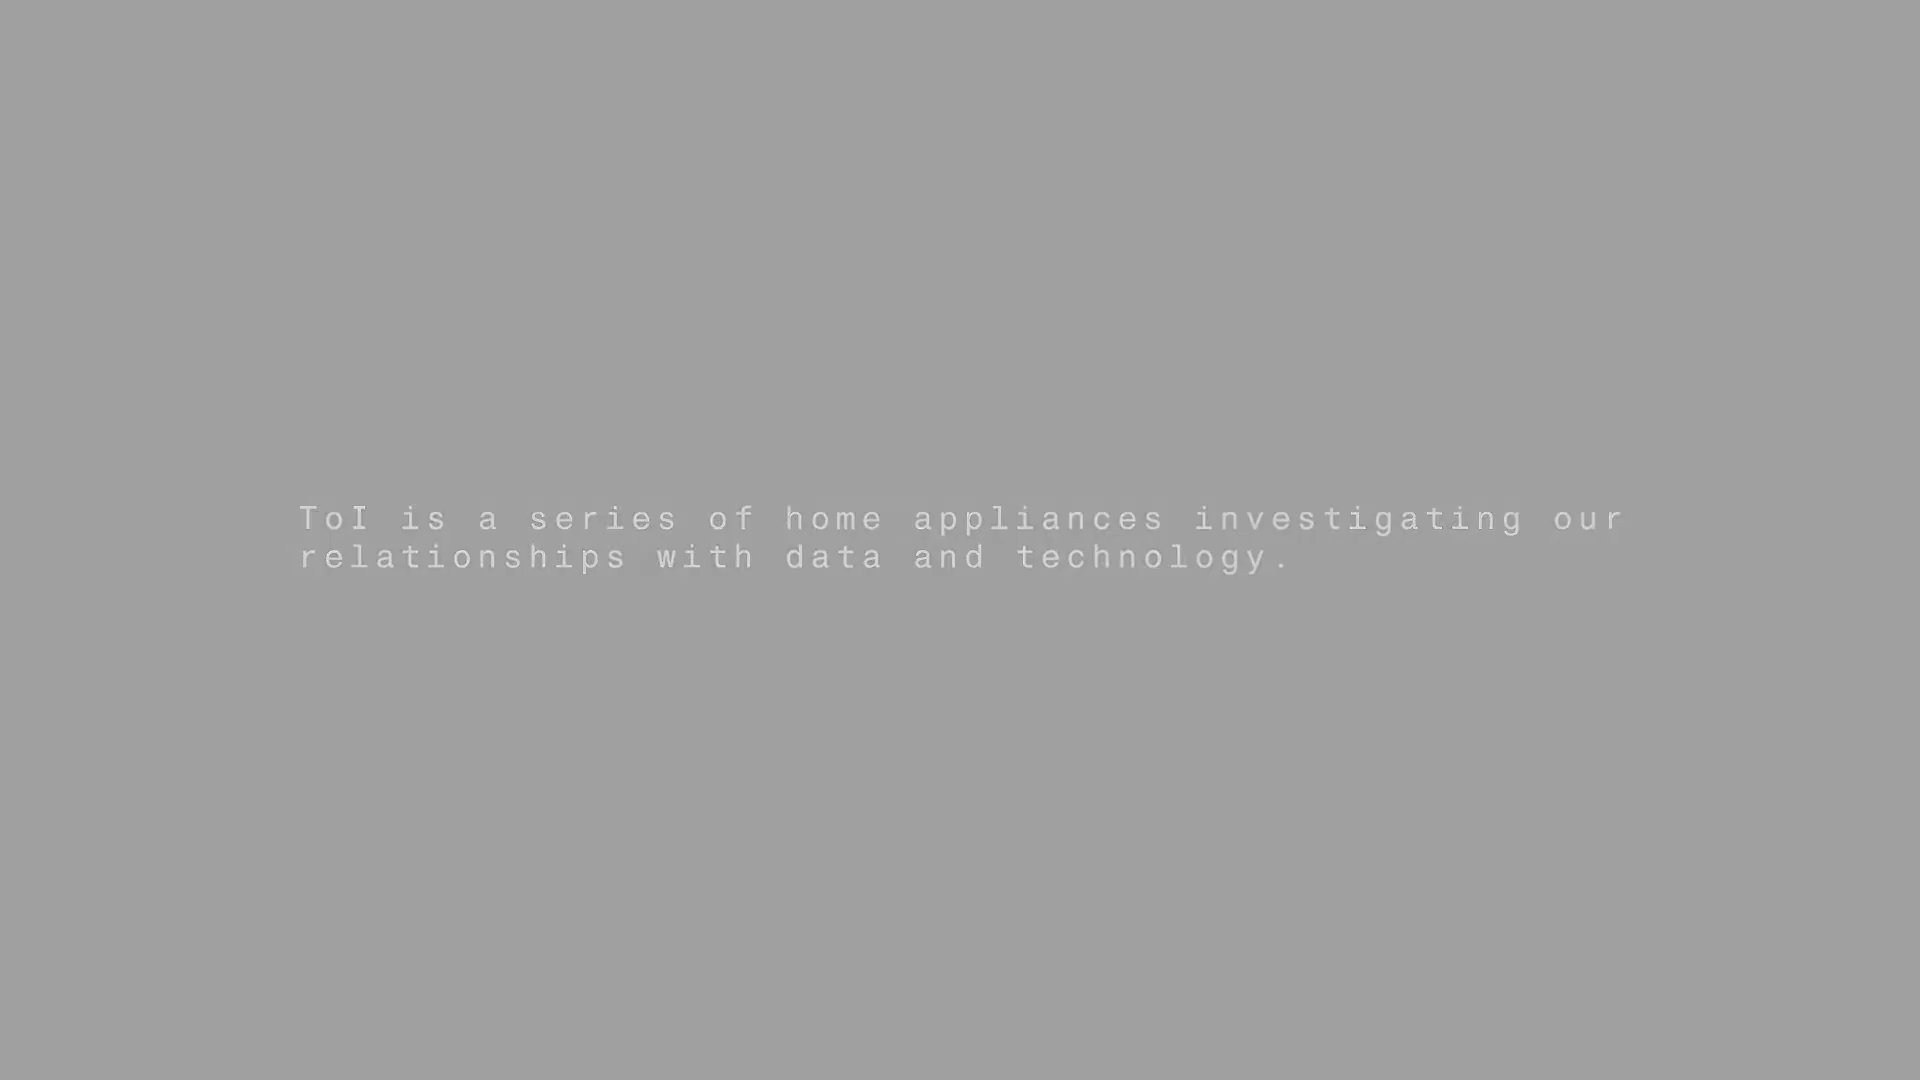 ToI is a series of home appliances investigating our
relationships with data and technology.